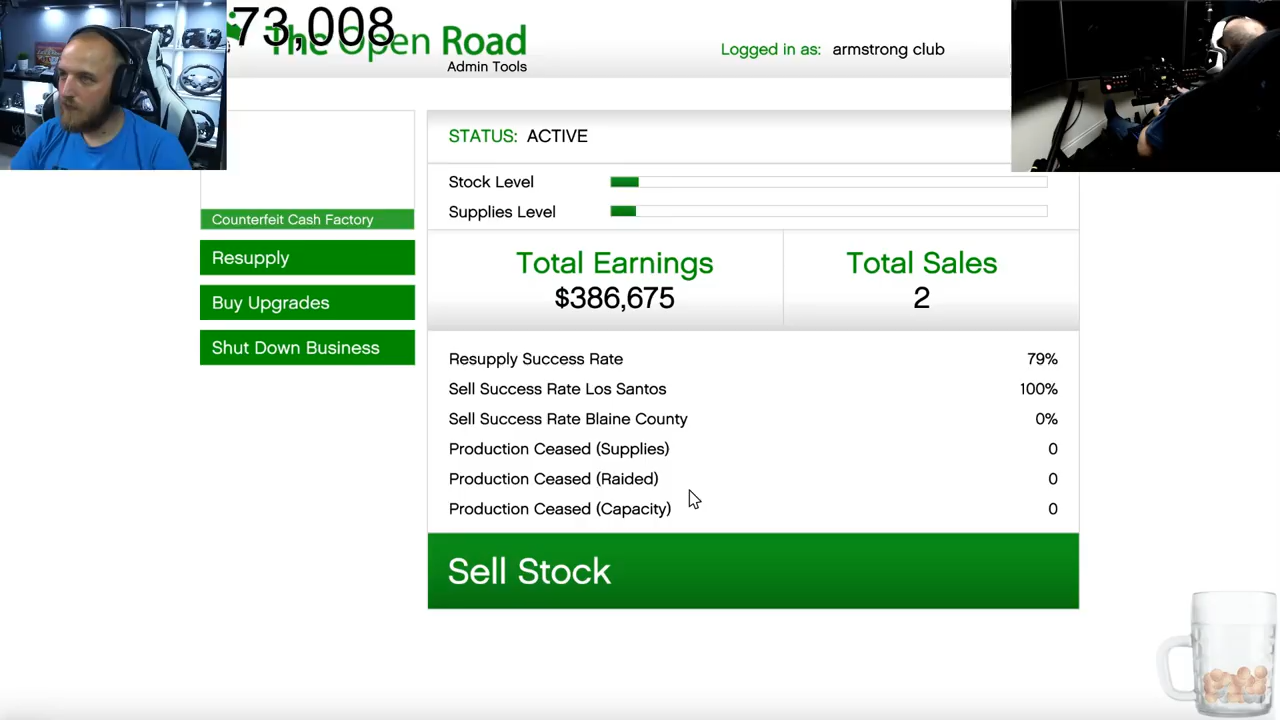 73,008
The Open Road
Admin Tools
Logged in as: armstrong club
STATUS: ACTIVE
Stock Level
Supplies Level
Counterfeit Cash Factory
Resupply
Buy Upgrades
Shut Down Business
Total Earnings
$386,675
Total Sales
2
Resupply Success Rate 79%
Sell Success Rate Los Santos 100%
Sell Success Rate Blaine County 0%
Production Ceased (Supplies) 0
Production Ceased (Raided) 0
Production Ceased (Capacity) 0
Sell Stock